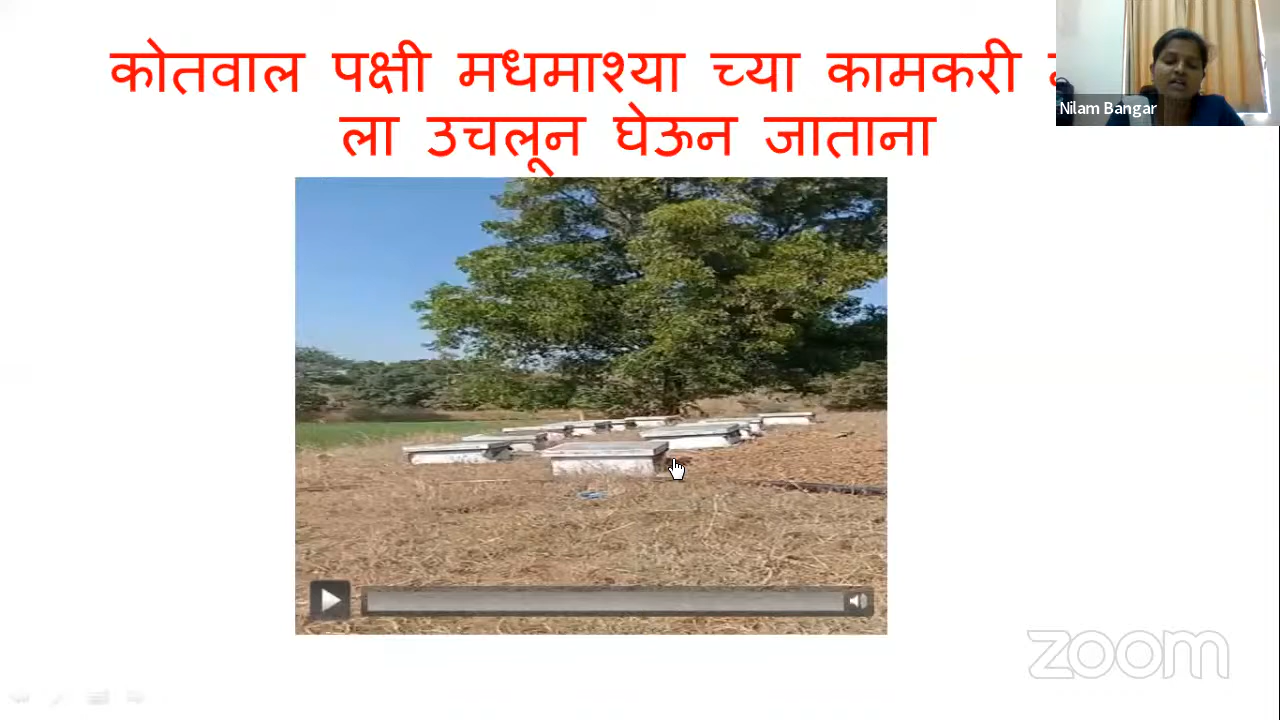 कोतवाल पक्षी मधमाश्या च्या कामकरी
ला उचलून घेऊन जाताना
Nilam Bangar
zoom